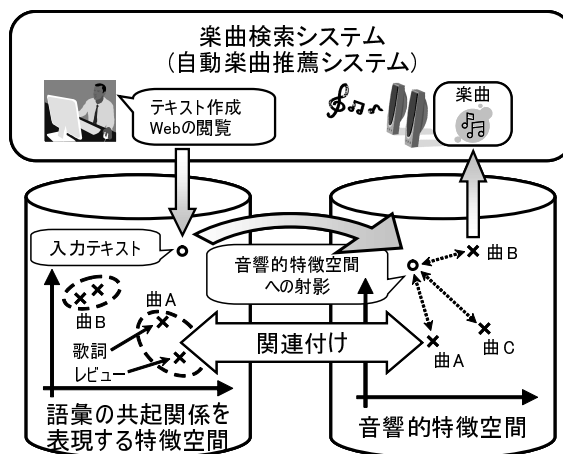 楽曲検索システム
(自動楽曲推薦システム)
テキスト作成
Webの閲覧
楽曲
入力テキスト
音響的特徴空間
への射影
曲B
曲A
曲B
歌詞
レビュー
関連付け
曲A
曲C
語彙の共起関係を
表現する特徴空間
音響的特徴空間